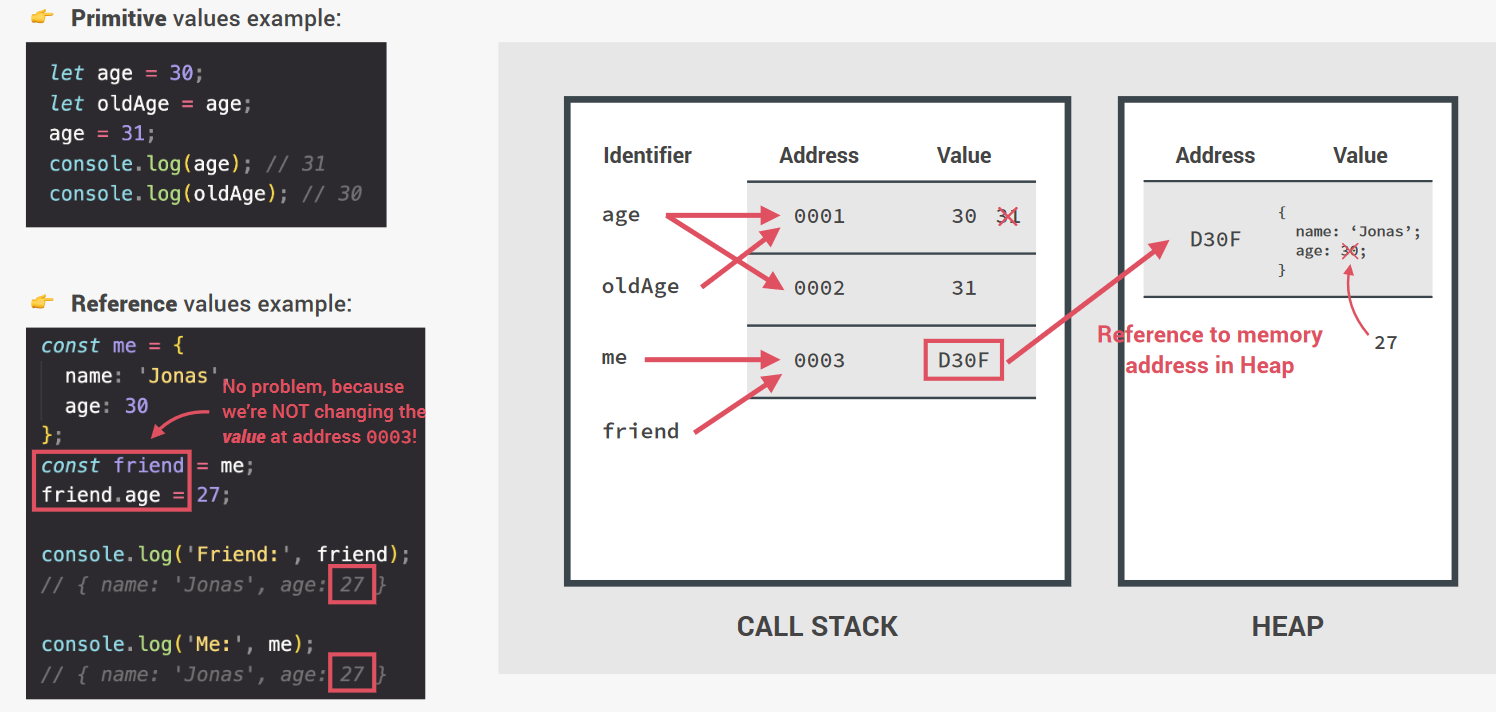 👉 Primitive values example:
let age = 30;
let oldAge = age;
age = 31;
console.log(age); // 31
console.log(oldAge); // 30
👉 Reference values example:
const me = {
name: 'Jonas'
age: 30
};
const friend = me;
friend.age = 27;
console.log('Friend:', friend);
// { name: 'Jonas', age: 27 }
console.log('Me:', me);
// { name: 'Jonas', age: 27 }
No problem, because
we're NOT changing the
value at address 0003!
Identifier Address Value
age 0001 30 31
oldAge 0002 31
me 0003 D30F
friend
CALL STACK
Address Value
D30F
{
name: ‘Jonas’;
age: 30;
}
27
Reference to memory
address in Heap
HEAP